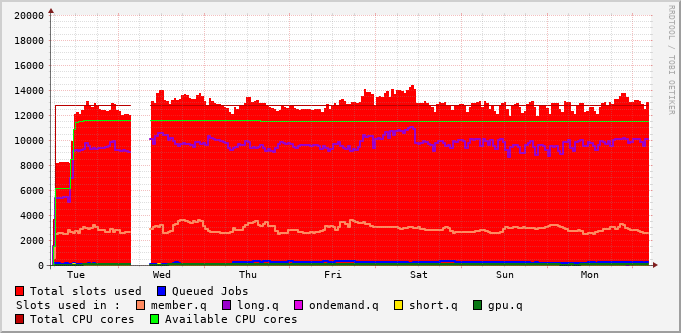 20000
18000
16000
14000
12000
10000
8000
6000
4000
2000
0
Tue Wed Thu Fri Sat Sun Mon
RRDTOOL / TOBI OETIKER
Total slots used Queued Jobs
Slots used in : member.q long.q ondemand.q short.q gpu.q
Total CPU cores Available CPU cores